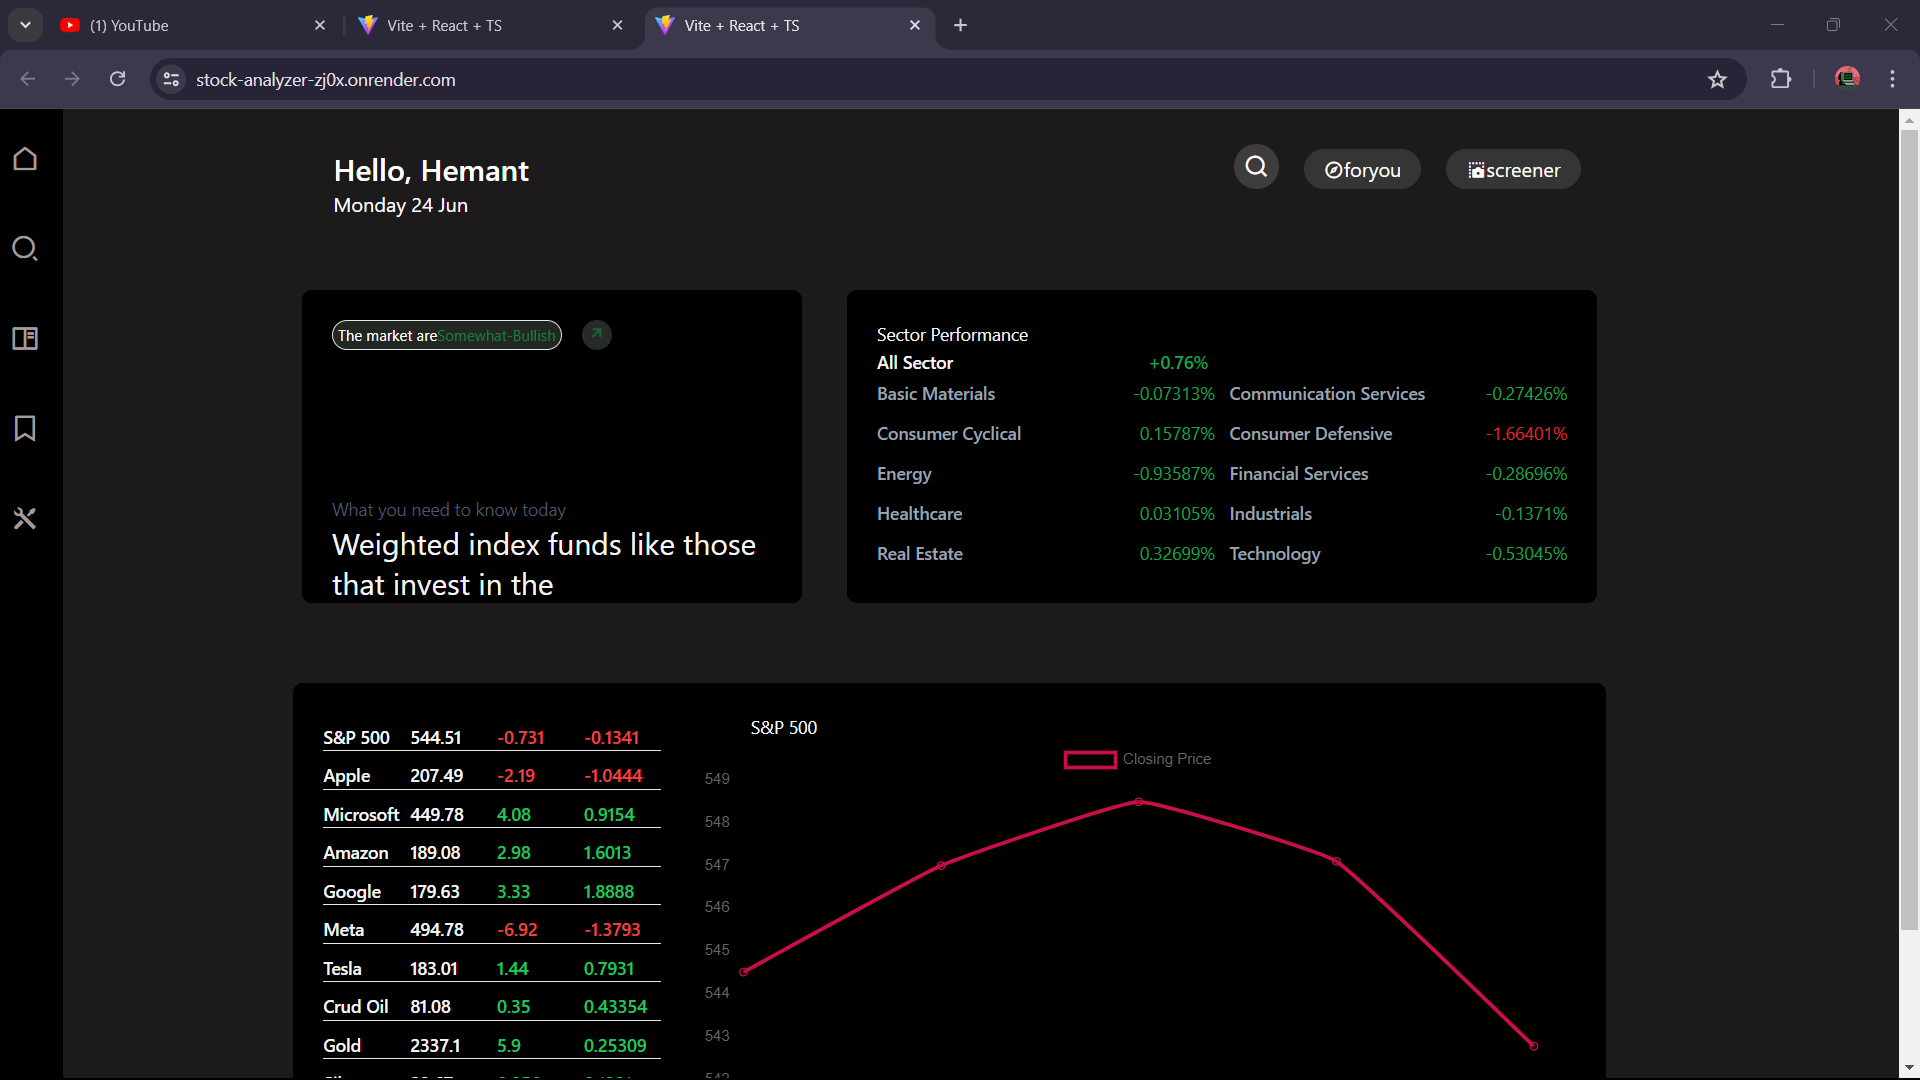 (1) YouTube
Vite + React + TS
Vite + React + TS
stock-analyzer-zj0x.onrender.com
Hello, Hemant
Monday 24 Jun
foryou
screener
The market areSomewhat-Bullish
What you need to know today
Weighted index funds like those
that invest in the
Sector Performance
All Sector +0.76%
Basic Materials -0.07313% Communication Services -0.27426%
Consumer Cyclical 0.15787% Consumer Defensive -1.66401%
Energy -0.93587% Financial Services -0.28696%
Healthcare 0.03105% Industrials -0.1371%
Real Estate 0.32699% Technology -0.53045%
S&P 500 544.51 -0.731 -0.1341
Apple 207.49 -2.19 -1.0444
Microsoft 449.78 4.08 0.9154
Amazon 189.08 2.98 1.6013
Google 179.63 3.33 1.8888
Meta 494.78 -6.92 -1.3793
Tesla 183.01 1.44 0.7931
Crud Oil 81.08 0.35 0.43354
Gold 2337.1 5.9 0.25309
S&P 500
Closing Price
549
548
547
546
545
544
543